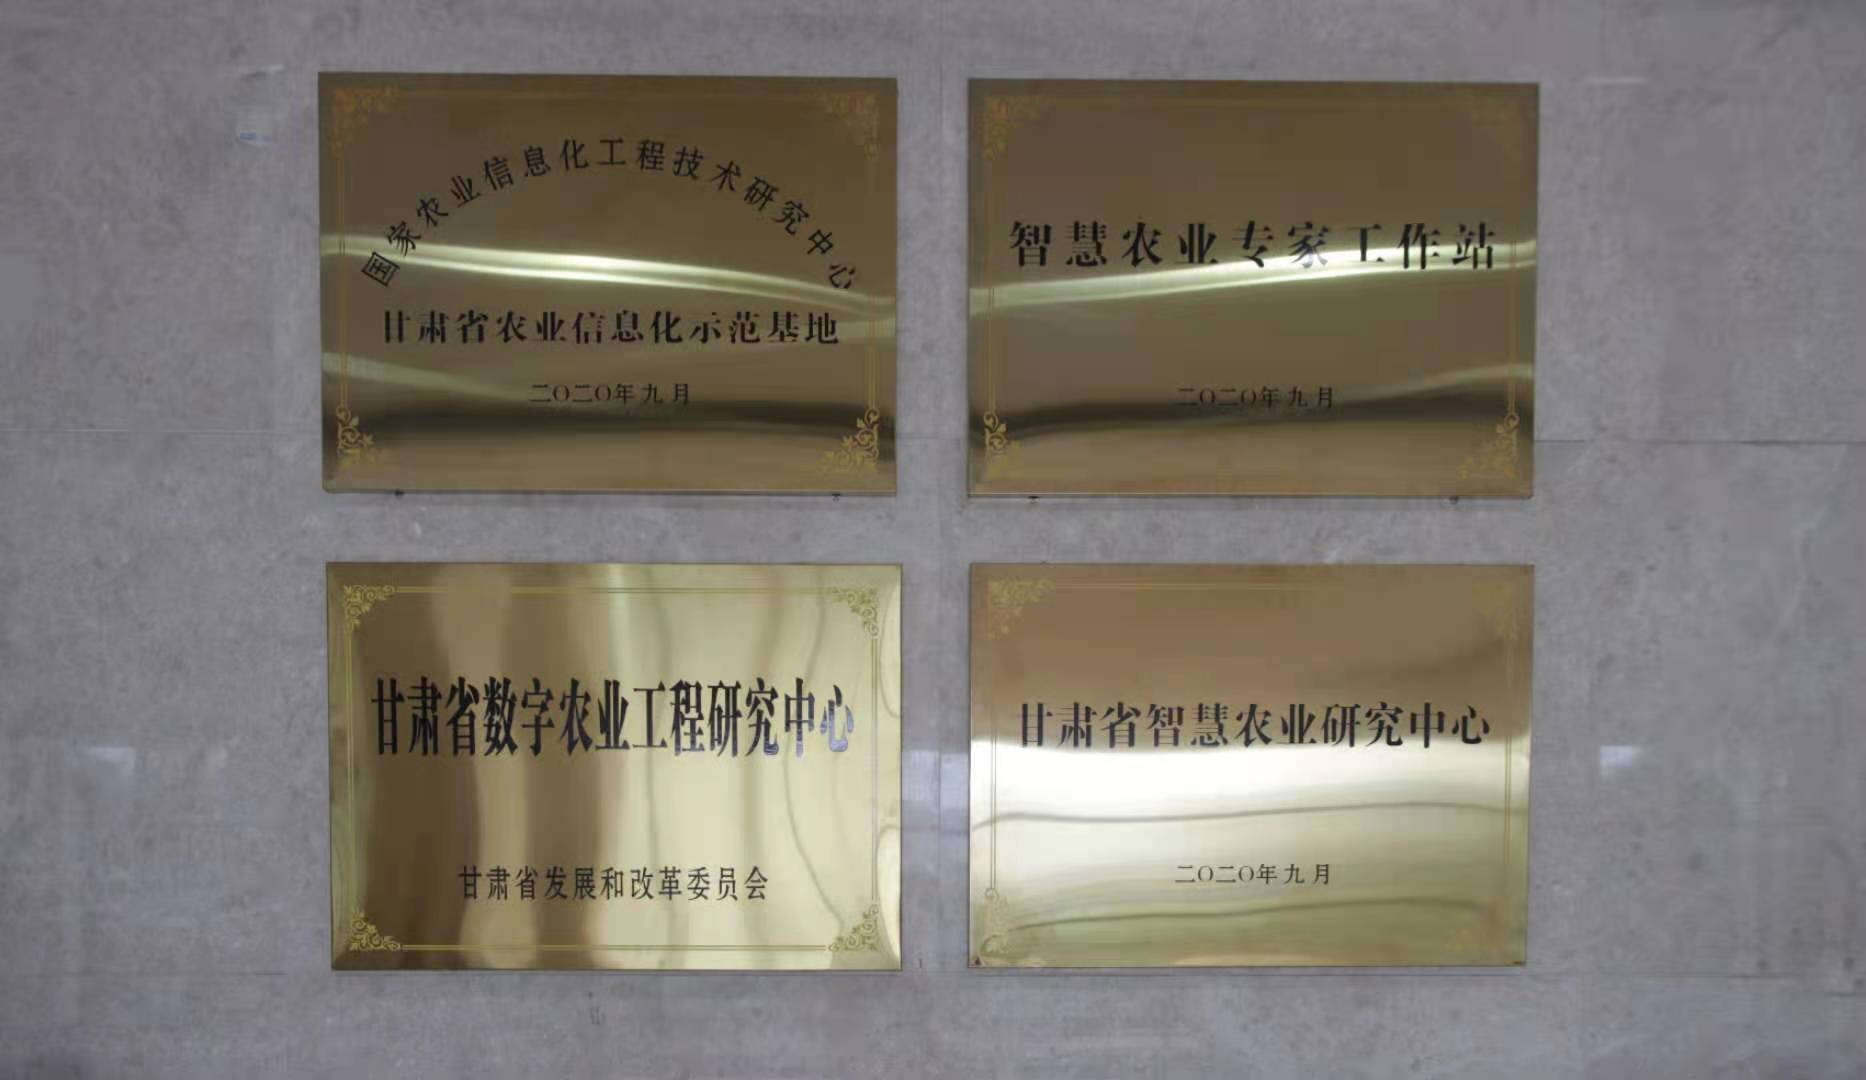 国家农业信息化工程技术研究中心
甘肃省农业信息化示范基地
二〇二〇年九月
智慧农业专家工作站
二〇二〇年九月
甘肃省数字农业工程研究中心
甘肃省发展和改革委员会
甘肃省智慧农业研究中心
二〇二〇年九月